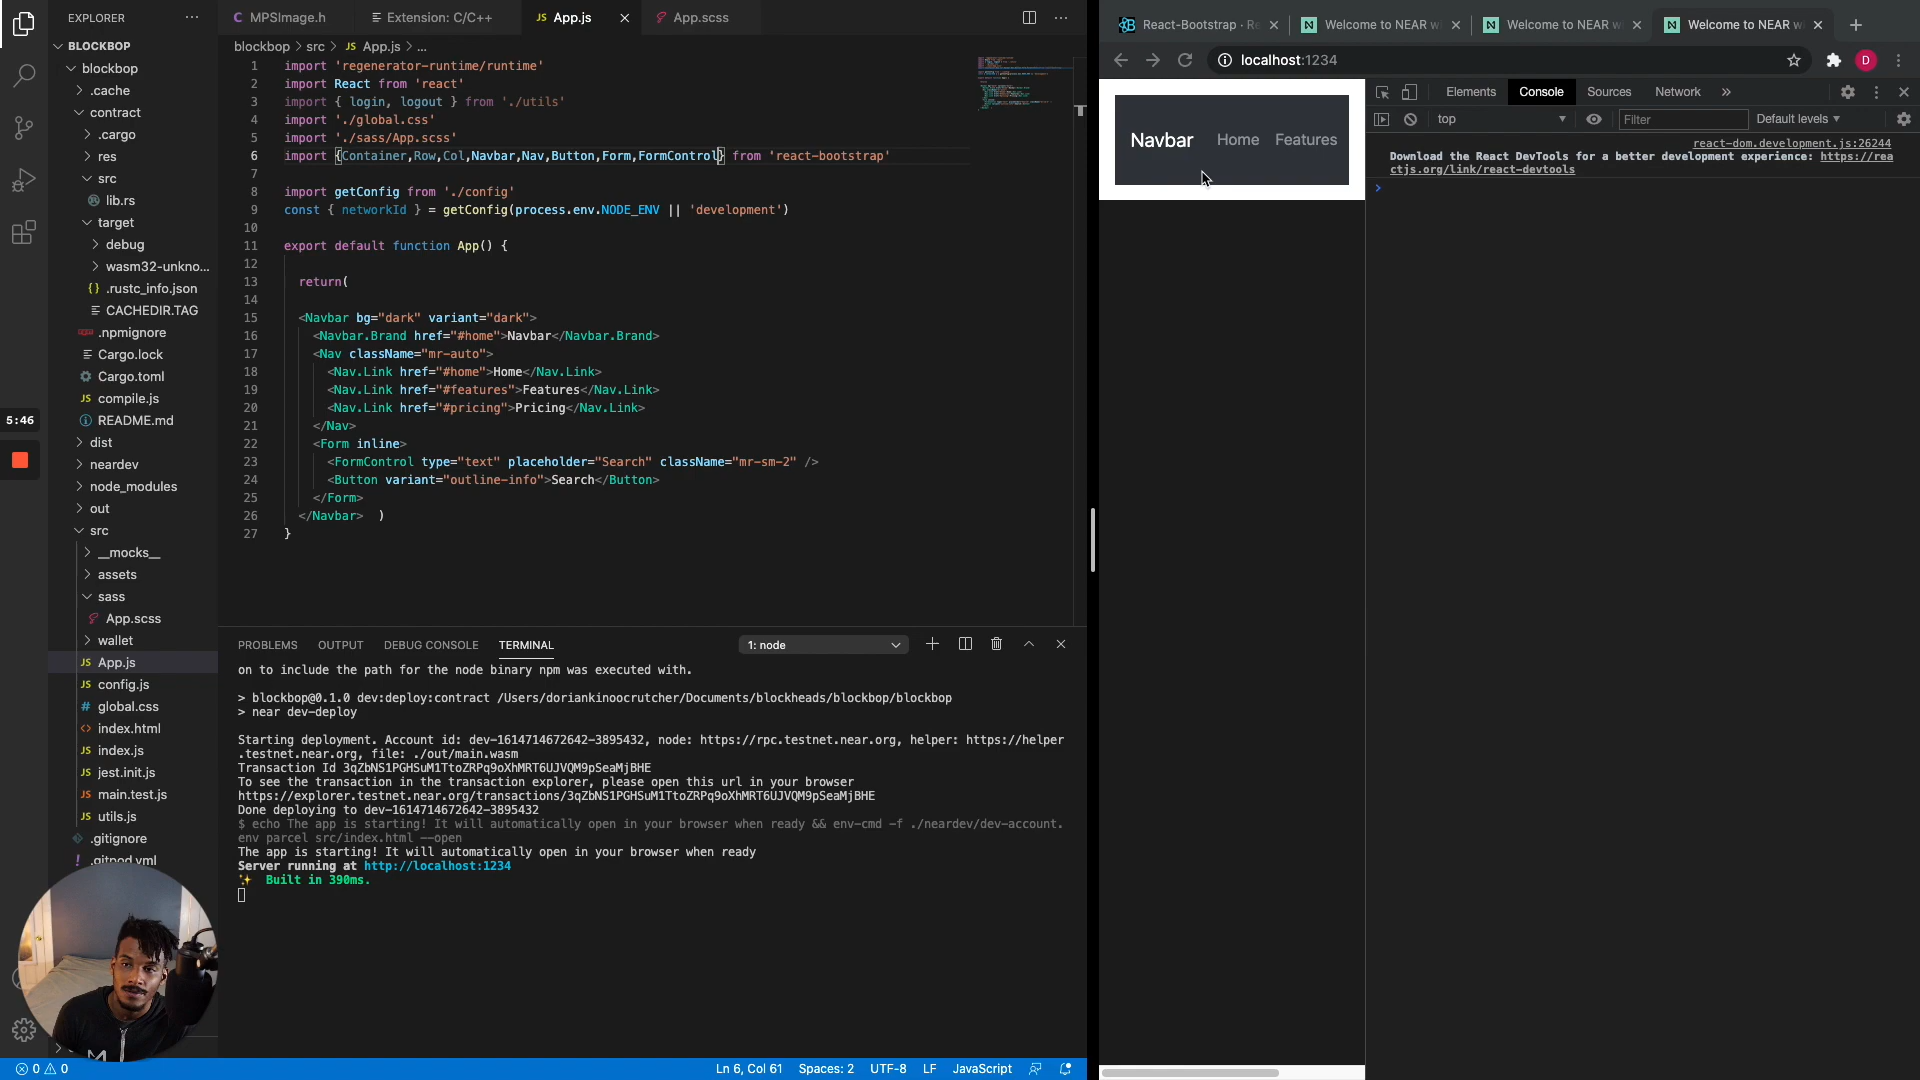 EXPLORER
BLOCKBOP
blockbop
.cache
contract
.cargo
res
src
lib.rs
target
debug
wasm32-unkno...
{} .rustc_info.json
CACHEDIR.TAG
.npmignore
Cargo.lock
Cargo.toml
JS compile.js
README.md
dist
neardev
node_modules
out
src
__mocks__
assets
sass
App.scss
wallet
JS App.js
JS config.js
# global.css
<> index.html
JS index.js
JS jest.init.js
JS main.test.js
JS utils.js
.gitignore
! .gitpod.yml
5:46
C MPSImage.h
Extension: C/C++
JS App.js
App.scss
blockbop > src > JS App.js > ...
1 import 'regenerator-runtime/runtime'
2 import React from 'react'
3 import { login, logout } from './utils'
4 import './global.css'
5 import './sass/App.scss'
6 import {Container,Row,Col,Navbar,Nav,Button,Form,FormControl} from 'react-bootstrap'
7
8 import getConfig from './config'
9 const { networkId } = getConfig(process.env.NODE_ENV || 'development')
10
11 export default function App() {
12
13 return(
14
15 <Navbar bg="dark" variant="dark">
16 <Navbar.Brand href="#home">Navbar</Navbar.Brand>
17 <Nav className="mr-auto">
18 <Nav.Link href="#home">Home</Nav.Link>
19 <Nav.Link href="#features">Features</Nav.Link>
20 <Nav.Link href="#pricing">Pricing</Nav.Link>
21 </Nav>
22 <Form inline>
23 <FormControl type="text" placeholder="Search" className="mr-sm-2" />
24 <Button variant="outline-info">Search</Button>
25 </Form>
26 </Navbar> )
27 }
PROBLEMS OUTPUT DEBUG CONSOLE TERMINAL
1: node
on to include the path for the node binary npm was executed with.
> blockbop@0.1.0 dev:deploy:contract /Users/doriankinoocrutcher/Documents/blockheads/blockbop/blockbop
> near dev-deploy
Starting deployment. Account id: dev-1614714672642-3895432, node: https://rpc.testnet.near.org, helper: https://helper
.testnet.near.org, file: ./out/main.wasm
Transaction Id 3qZbNS1PGHSuM1TtoZRPq9oXhMRT6UJVQM9pSeaMjBHE
To see the transaction in the transaction explorer, please open this url in your browser
https://explorer.testnet.near.org/transactions/3qZbNS1PGHSuM1TtoZRPq9oXhMRT6UJVQM9pSeaMjBHE
Done deploying to dev-1614714672642-3895432
$ echo The app is starting! It will automatically open in your browser when ready && env-cmd -f ./neardev/dev-account.
env parcel src/index.html --open
The app is starting! It will automatically open in your browser when ready
Server running at http://localhost:1234
✨ Built in 390ms.
0 0
Ln 6, Col 61 Spaces: 2 UTF-8 LF JavaScript
React-Bootstrap · Re
Welcome to NEAR w
Welcome to NEAR w
Welcome to NEAR w
localhost:1234
D
Navbar Home Features
Elements Console Sources Network »
top
Filter
Default levels
react-dom.development.js:26244
Download the React DevTools for a better development experience: https://rea
ctjs.org/link/react-devtools